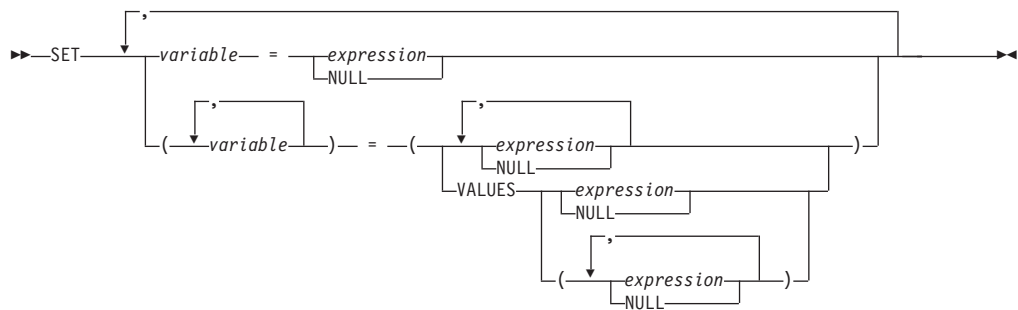 ,
SET variable = expression
NULL
, ,
( variable ) = ( expression )
NULL
VALUES expression
NULL
,
( expression )
NULL